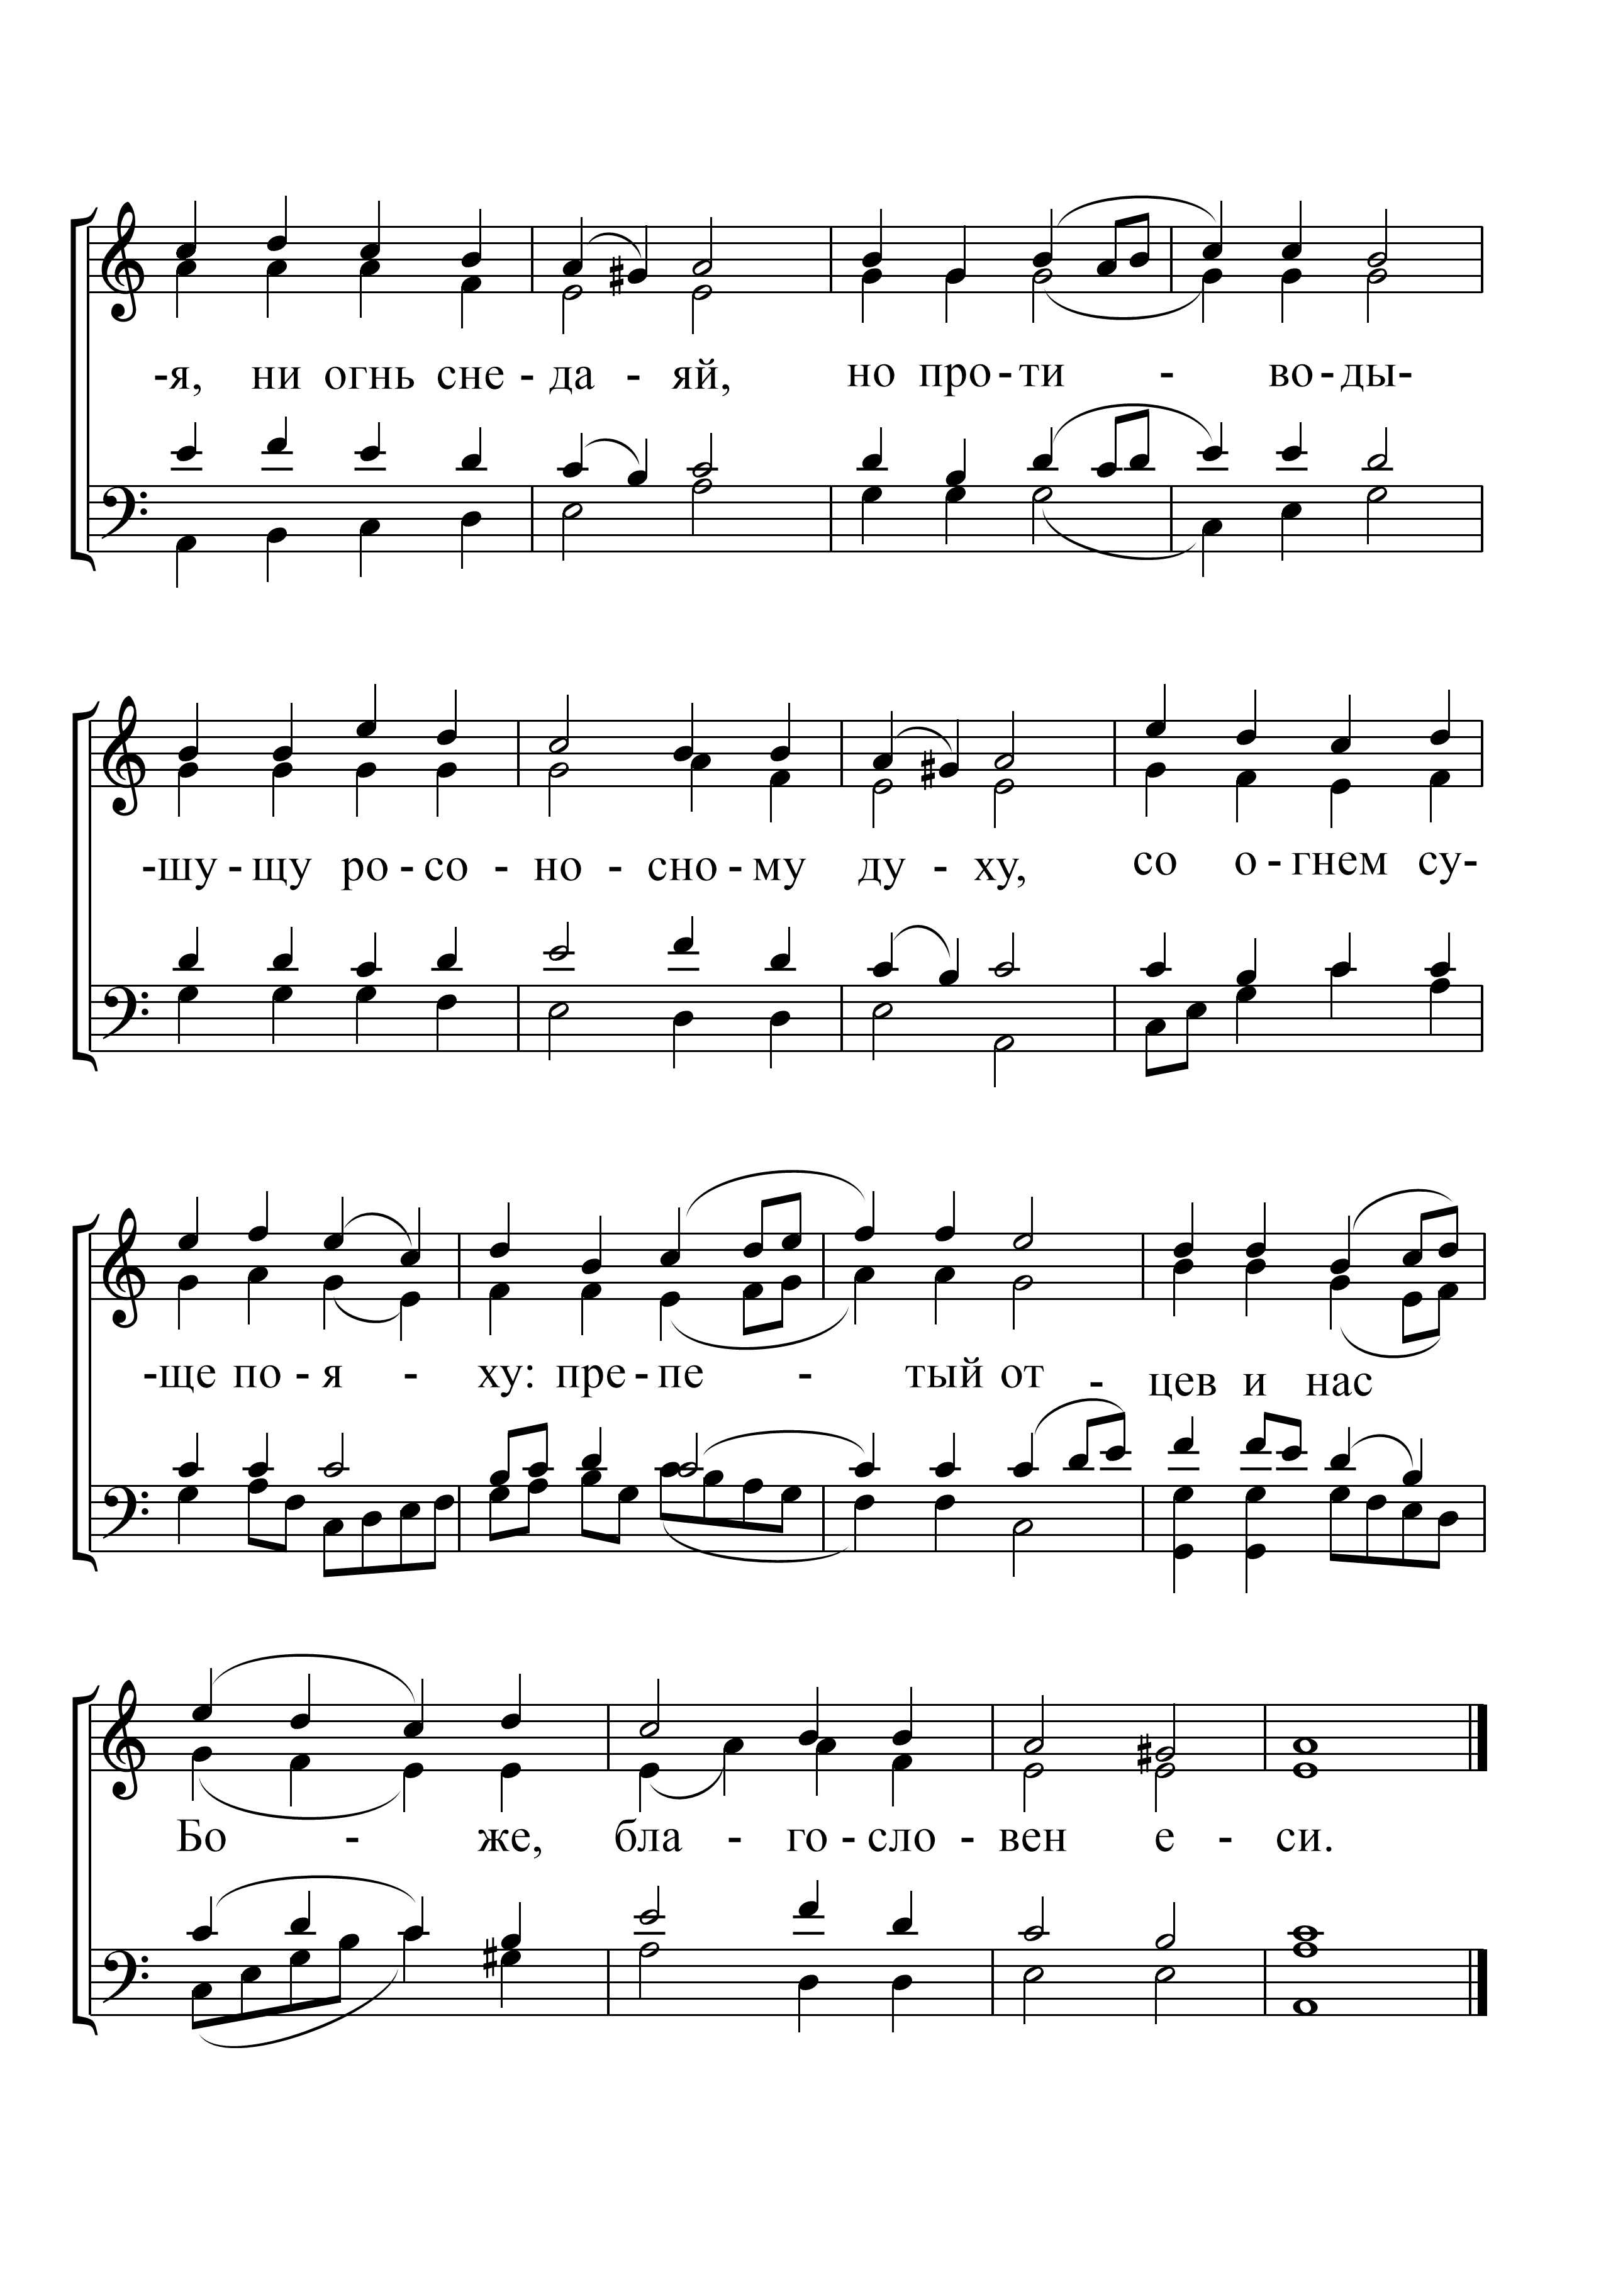 -я, ни огнь сне - да - яй, но про - ти - во - ды-
-шу - щу ро - со - но - сно - му ду - ху, со о - гнем су-
-ще по - я - ху: пре - пе - тый от - цев и нас
Бо - же, бла - го - сло - вен е - си.